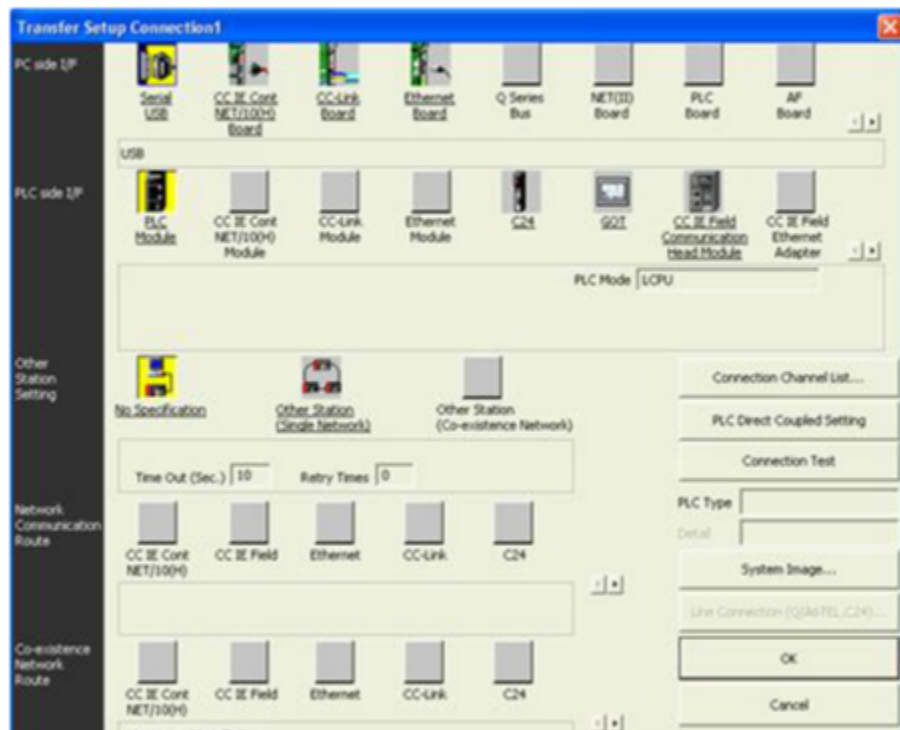 Transfer Setup Connection1
PC side I/F
Serial
USB
CC IE Cont
NET/10(H)
Board
CC-Link
Board
Ethernet
Board
Q Series
Bus
NET(II)
Board
PLC
Board
AF
Board
USB
PLC side I/F
PLC
Module
CC IE Cont
NET/10(H)
Module
CC-Link
Module
Ethernet
Module
C24
GOT
CC IE Field
Communication
Head Module
CC IE Field
Ethernet
Adapter
PLC Mode LCPU
Other
Station
Setting
No Specification
Other Station
(Single Network)
Other Station
(Co-existence Network)
Connection Channel List...
PLC Direct Coupled Setting
Connection Test
Time Out (Sec.) 10 Retry Times 0
PLC Type
Detail
System Image...
Line Connection (Q/A6TEL,C24)...
OK
Cancel
Network
Communication
Route
CC IE Cont
NET/10(H)
CC IE Field
Ethernet
CC-Link
C24
Co-existence
Network
Route
CC IE Cont
NET/10(H)
CC IE Field
Ethernet
CC-Link
C24